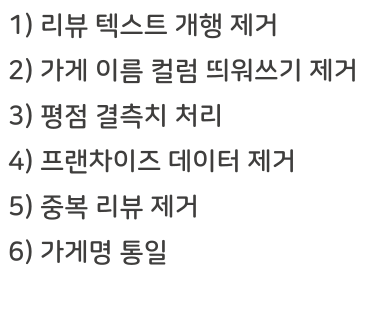 1) 리뷰 텍스트 개행 제거
2) 가게 이름 컬럼 띄워쓰기 제거
3) 평점 결측치 처리
4) 프랜차이즈 데이터 제거
5) 중복 리뷰 제거
6) 가게명 통일